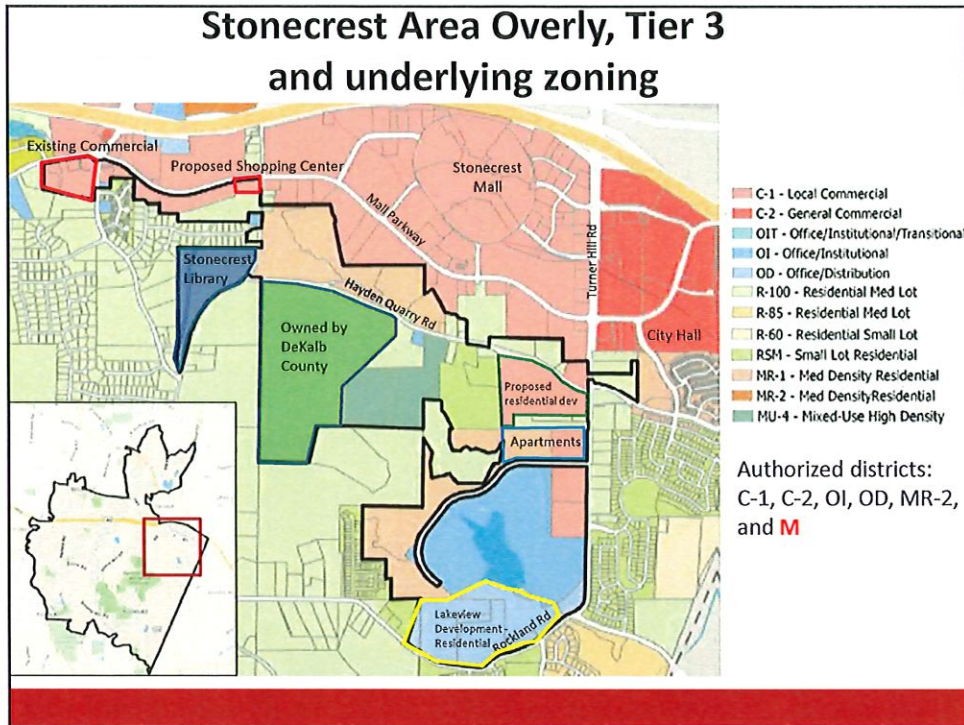 Stonecrest Area Overly, Tier 3
and underlying zoning
Existing Commercial
Proposed Shopping Center
Stonecrest
Mall
Mall Parkway
Turner Hill Rd
Stonecrest
Library
Hayden Quarry Rd
Owned by
DeKalb
County
City Hall
Proposed
residential dev
Apartments
Lakeview
Development-
Residential
Rockland Rd
C-1 - Local Commercial
C-2 - General Commercial
OIT - Office/Institutional/Transitional
OI - Office/Institutional
OD - Office/Distribution
R-100 - Residential Med Lot
R-85 - Residential Med Lot
R-60 - Residential Small Lot
RSM - Small Lot Residential
MR-1 - Med Density Residential
MR-2 - Med DensityResidential
MU-4 - Mixed-Use High Density
Authorized districts:
C-1, C-2, OI, OD, MR-2,
and M